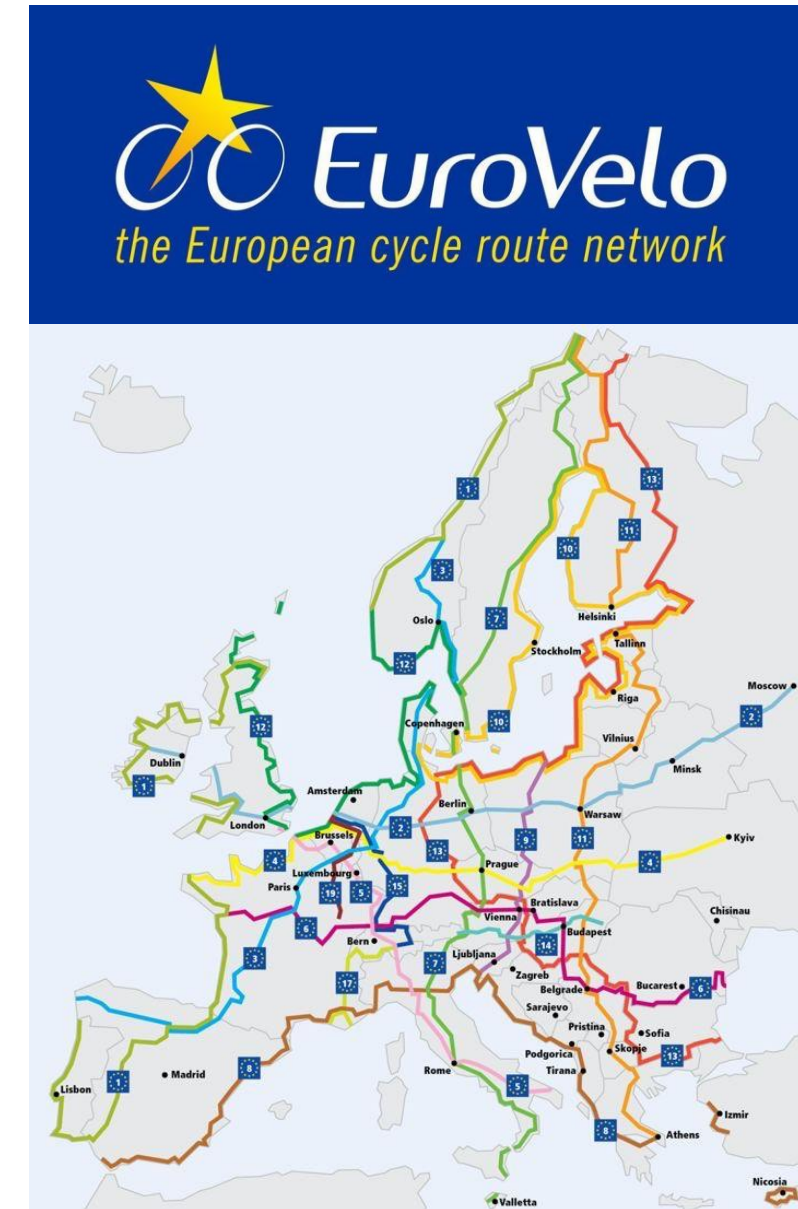 EuroVelo
the European cycle route network
1
13
11
10
3
7
Oslo
Helsinki
Tallinn
Stockholm
12
Moscow
Riga
2
Copenhagen
10
12
Vilnius
Dublin
Minsk
1
Amsterdam
Berlin
Warsaw
London
2
Brussels
9
11
Kyiv
13
4
4
Prague
Luxembourg
Paris
19
5
15
Bratislava
Chisinau
Vienna
6
Budapest
Bern
14
3
Ljubljana
7
Zagreb
17
Belgrade
Bucarest
6
Sarajevo
Pristina
Sofia
Podgorica
Skopje
13
8
Rome
Tirana
Madrid
1
5
Lisbon
Izmir
8
Athens
Nicosia
Valletta